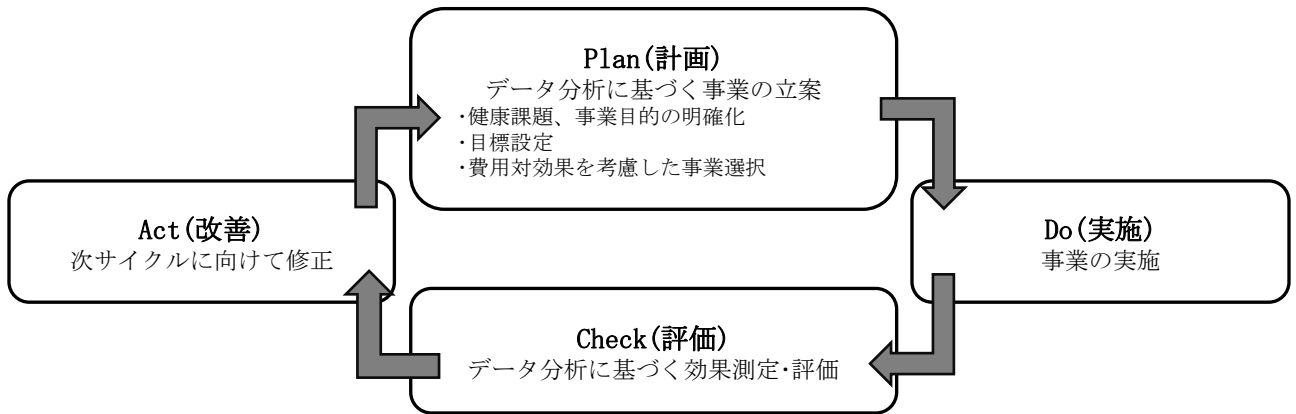 Plan(計画)
データ分析に基づく事業の立案
･健康課題、事業目的の明確化
･目標設定
･費用対効果を考慮した事業選択
Act(改善)
次サイクルに向けて修正
Do(実施)
事業の実施
Check(評価)
データ分析に基づく効果測定･評価